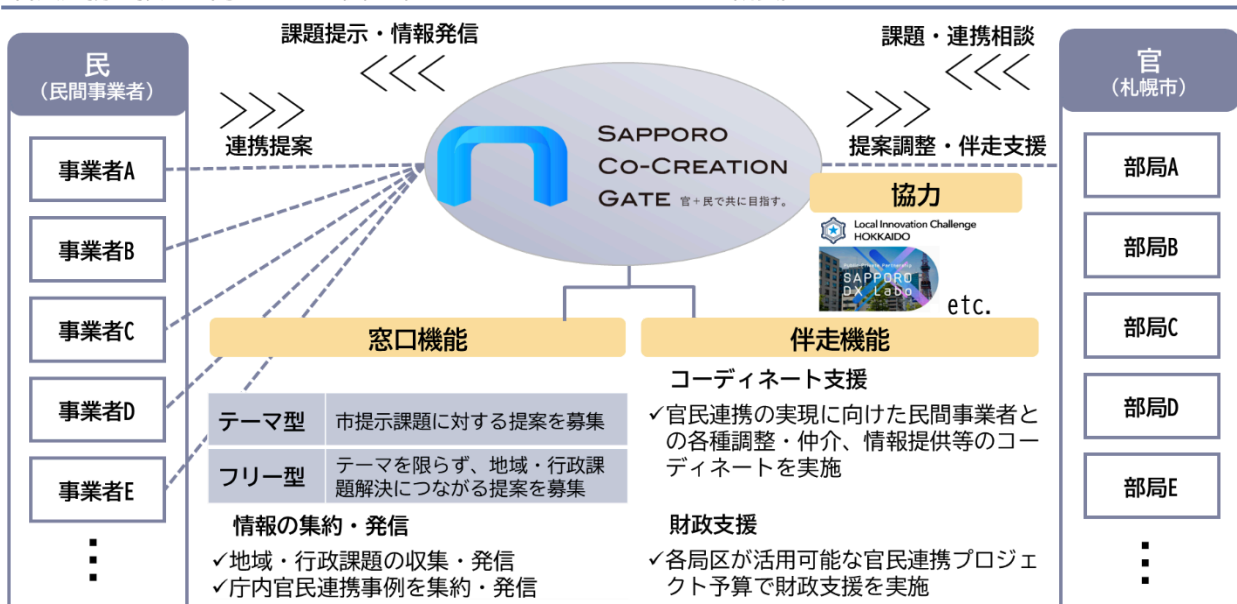 課題提示・情報発信
課題・連携相談
民
(民間事業者)
官
(札幌市)
連携提案
提案調整・伴走支援
SAPPORO
CO-CREATION
GATE 官+民で共に目指す。
協力
Local Innovation Challenge
HOKKAIDO
Public Private Partnership
SAPPORO
DX Labo
etc.
事業者A
事業者B
事業者C
事業者D
事業者E
⋮
部局A
部局B
部局C
部局D
部局E
⋮
窓口機能
テーマ型 市提示課題に対する提案を募集
フリー型 テーマを限らず、地域・行政課
題解決につながる提案を募集
情報の集約・発信
✓地域・行政課題の収集・発信
✓庁内官民連携事例を集約・発信
伴走機能
コーディネート支援
✓官民連携の実現に向けた民間事業者と
の各種調整・仲介、情報提供等のコー
ディネートを実施
財政支援
✓各局区が活用可能な官民連携プロジェ
クト予算で財政支援を実施